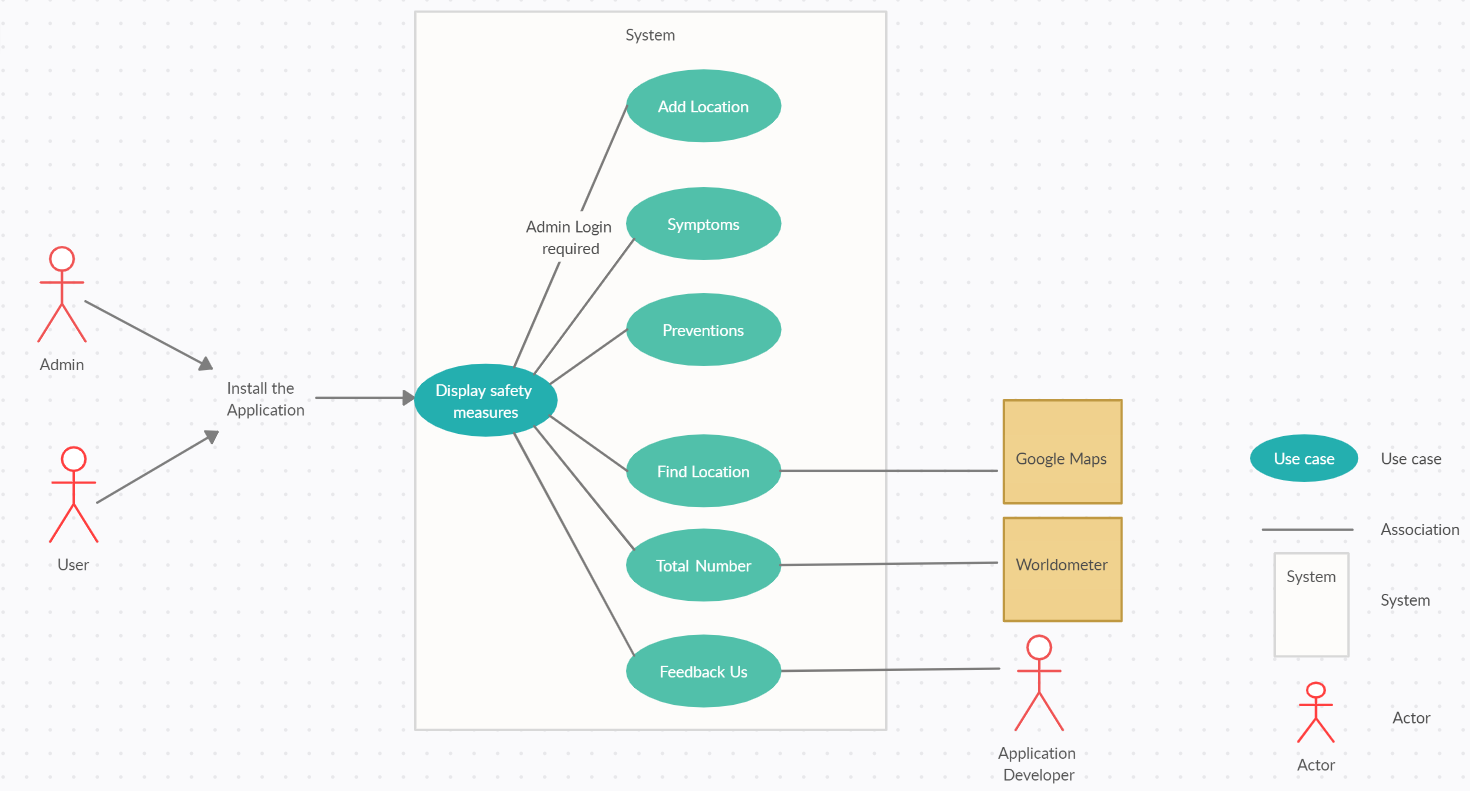 System
Add Location
Admin Login
required
Symptoms
Preventions
Admin
Install the
Application
User
Display safety
measures
Find Location
Google Maps
Total Number
Worldometer
Feedback Us
Application
Developer
Use case
Use case
Association
System
System
Actor
Actor